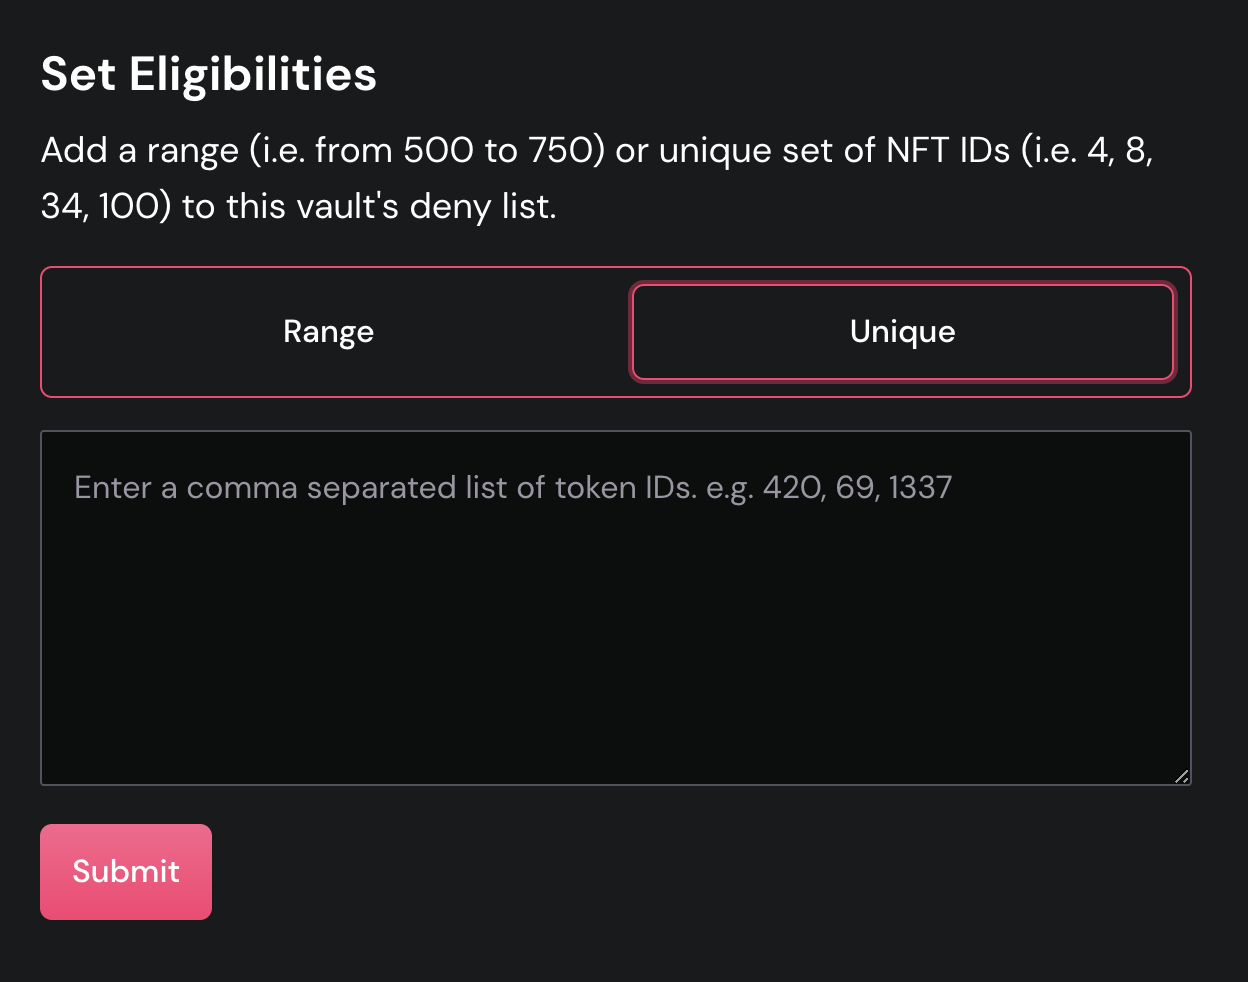 Set Eligibilities
Add a range (i.e. from 500 to 750) or unique set of NFT IDs (i.e. 4, 8,
34, 100) to this vault's deny list.
Range
Unique
Enter a comma separated list of token IDs. e.g. 420, 69, 1337
Submit